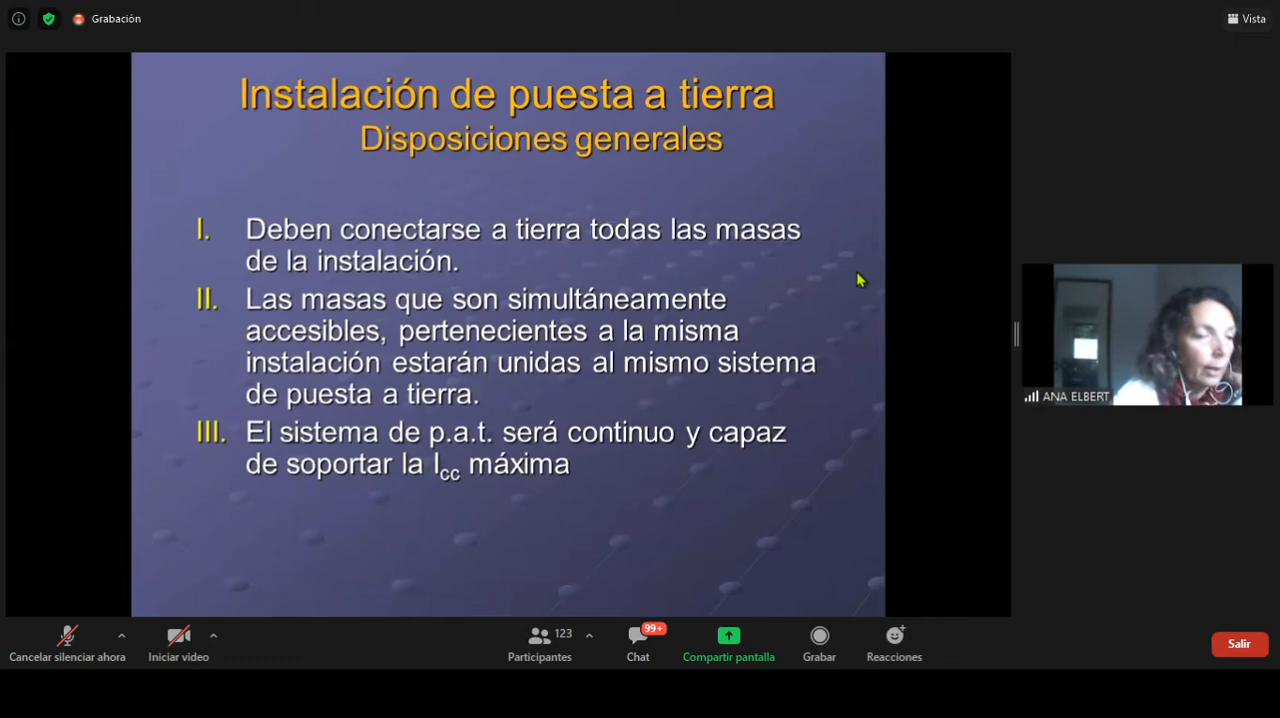 Grabación
Vista
Instalación de puesta a tierra
Disposiciones generales
I. Deben conectarse a tierra todas las masas
de la instalación.
II. Las masas que son simultáneamente
accesibles, pertenecientes a la misma
instalación estarán unidas al mismo sistema
de puesta a tierra.
III. El sistema de p.a.t. será continuo y capaz
de soportar la Icc máxima
ANA ELBERT
Cancelar silenciar ahora
Iniciar video
123
Participantes
99+
Chat
Compartir pantalla
Grabar
Reacciones
Salir